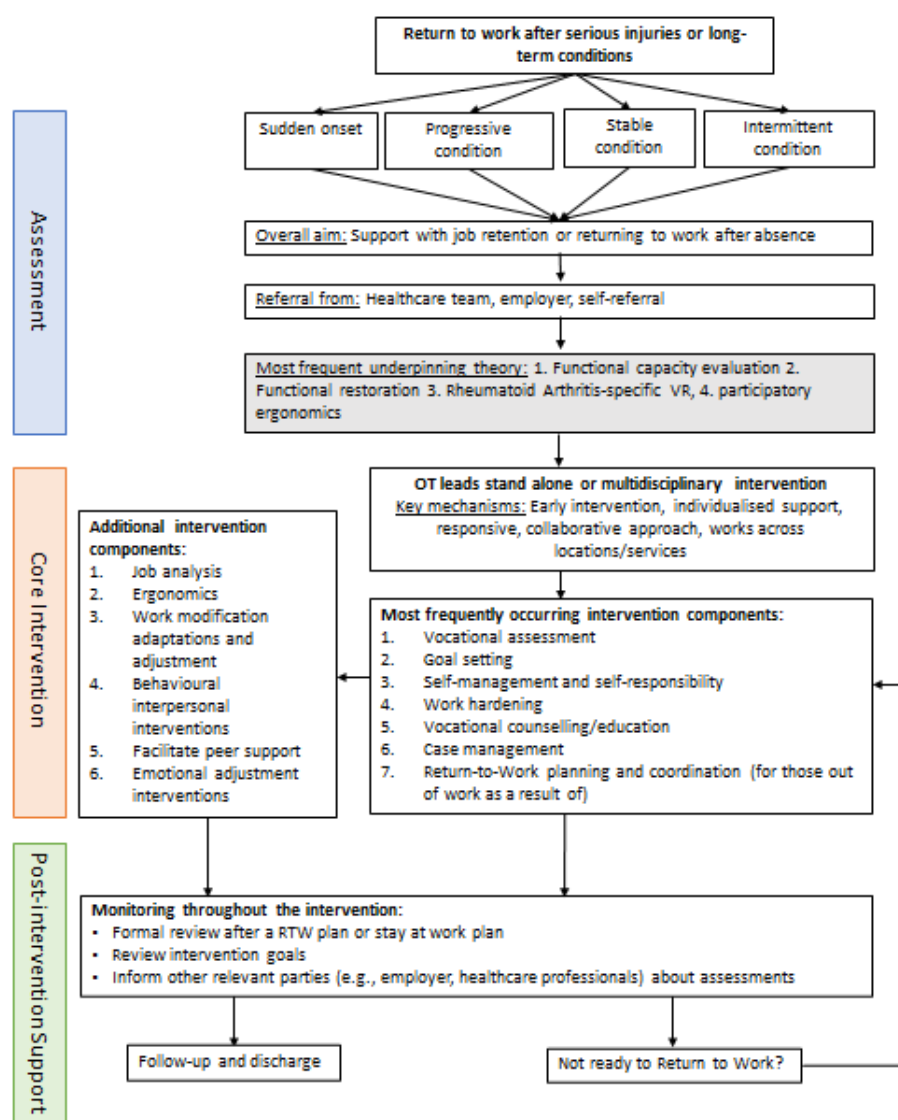 Return to work after serious injuries or long-
term conditions
Sudden onset
Progressive
condition
Stable
condition
Intermittent
condition
Assessment
Overall aim: Support with job retention or returning to work after absence
Referral from: Healthcare team, employer, self-referral
Most frequent underpinning theory: 1. Functional capacity evaluation 2.
Functional restoration 3. Rheumatoid Arthritis-specific VR, 4. participatory
ergonomics
Core Intervention
OT leads stand alone or multidisciplinary intervention
Key mechanisms: Early intervention, individualised support,
responsive, collaborative approach, works across
locations/services
Additional intervention
components:
1. Job analysis
2. Ergonomics
3. Work modification
adaptations and
adjustment
4. Behavioural
interpersonal
interventions
5. Facilitate peer support
6. Emotional adjustment
interventions
Most frequently occurring intervention components:
1. Vocational assessment
2. Goal setting
3. Self-management and self-responsibility
4. Work hardening
5. Vocational counselling/education
6. Case management
7. Return-to-Work planning and coordination (for those out
of work as a result of)
Post-intervention Support
Monitoring throughout the intervention:
▪ Formal review after a RTW plan or stay at work plan
▪ Review intervention goals
▪ Inform other relevant parties (e.g., employer, healthcare professionals) about assessments
Follow-up and discharge
Not ready to Return to Work?